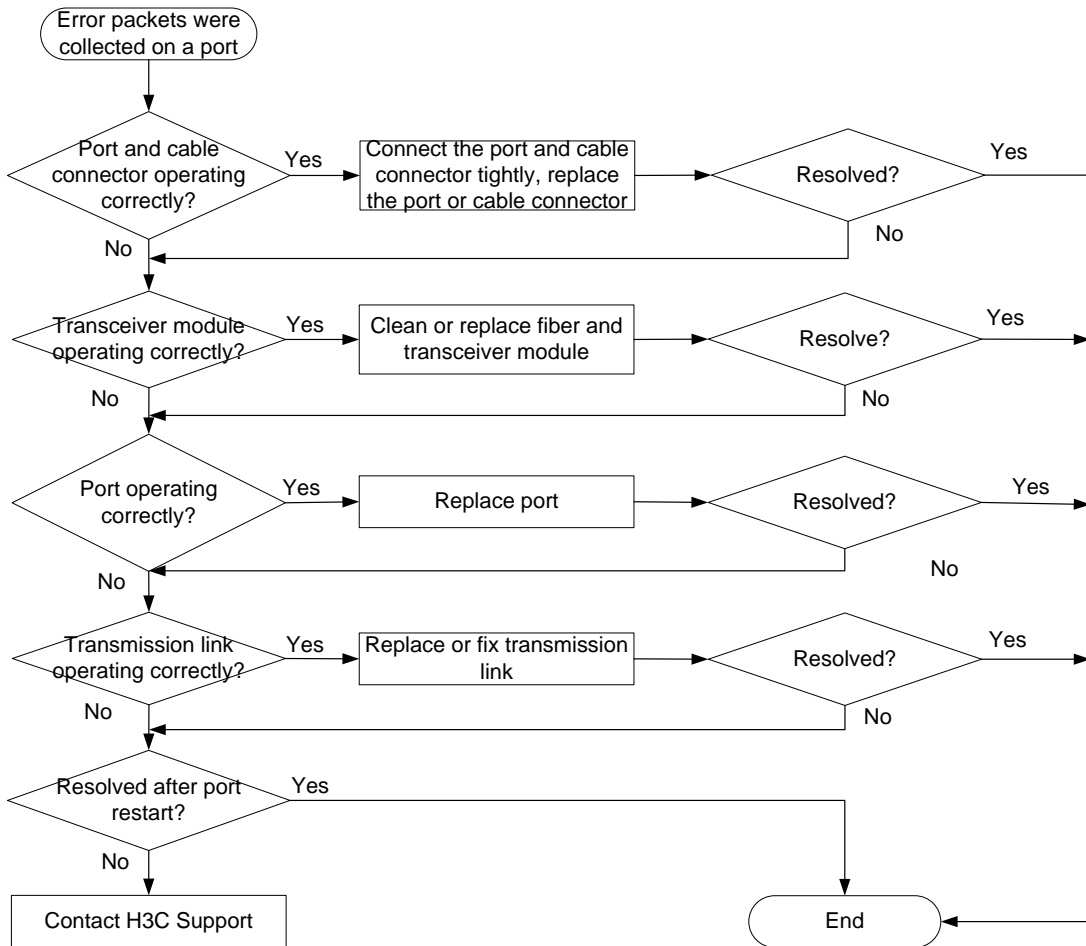 Error packets were
collected on a port
Port and cable
connector operating
correctly?
Yes
Connect the port and cable
connector tightly, replace
the port or cable connector
Resolved?
Yes
No
No
Transceiver module
operating correctly?
Yes
Clean or replace fiber and
transceiver module
Resolve?
Yes
No
No
Port operating
correctly?
Yes
Replace port
Resolved?
Yes
No
No
Transmission link
operating correctly?
Yes
Replace or fix transmission
link
Resolved?
Yes
No
No
Resolved after port
restart?
Yes
No
Contact H3C Support
End